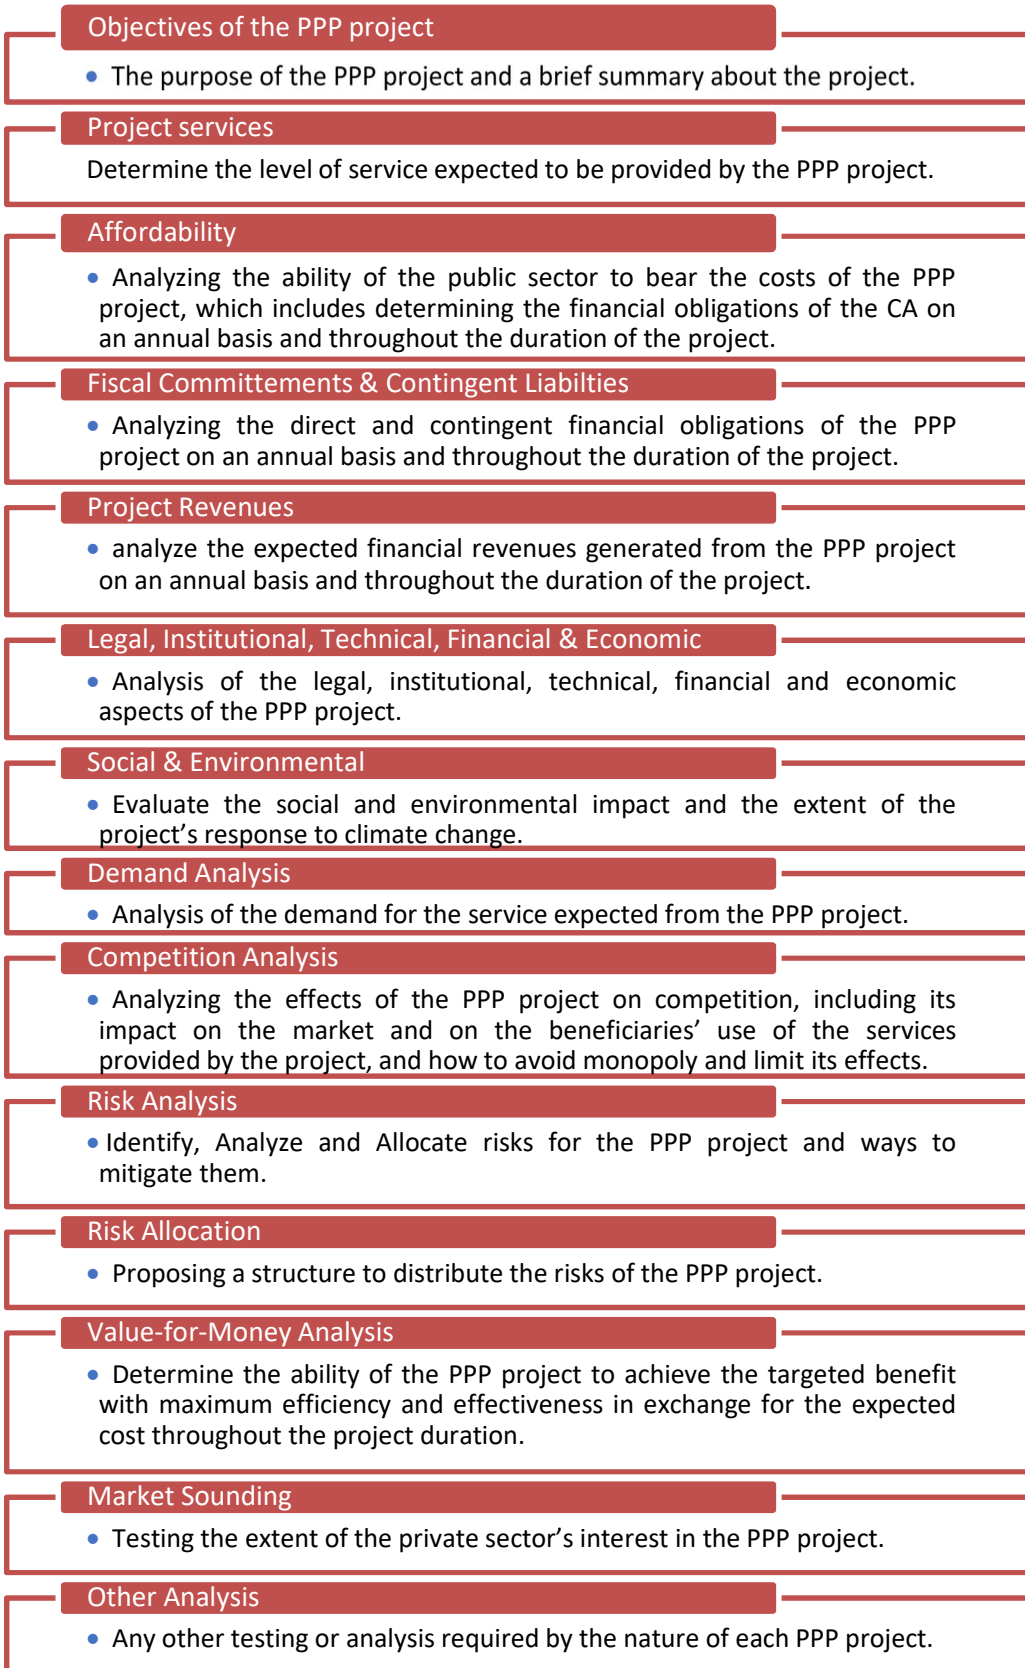 Objectives of the PPP project
• The purpose of the PPP project and a brief summary about the project.
Project services
Determine the level of service expected to be provided by the PPP project.
Affordability
• Analyzing the ability of the public sector to bear the costs of the PPP
project, which includes determining the financial obligations of the CA on
an annual basis and throughout the duration of the project.
Fiscal Committements & Contingent Liabilties
• Analyzing the direct and contingent financial obligations of the PPP
project on an annual basis and throughout the duration of the project.
Project Revenues
• analyze the expected financial revenues generated from the PPP project
on an annual basis and throughout the duration of the project.
Legal, Institutional, Technical, Financial & Economic
• Analysis of the legal, institutional, technical, financial and economic
aspects of the PPP project.
Social & Environmental
• Evaluate the social and environmental impact and the extent of the
project’s response to climate change.
Demand Analysis
• Analysis of the demand for the service expected from the PPP project.
Competition Analysis
• Analyzing the effects of the PPP project on competition, including its
impact on the market and on the beneficiaries’ use of the services
provided by the project, and how to avoid monopoly and limit its effects.
Risk Analysis
• Identify, Analyze and Allocate risks for the PPP project and ways to
mitigate them.
Risk Allocation
• Proposing a structure to distribute the risks of the PPP project.
Value-for-Money Analysis
• Determine the ability of the PPP project to achieve the targeted benefit
with maximum efficiency and effectiveness in exchange for the expected
cost throughout the project duration.
Market Sounding
• Testing the extent of the private sector’s interest in the PPP project.
Other Analysis
• Any other testing or analysis required by the nature of each PPP project.